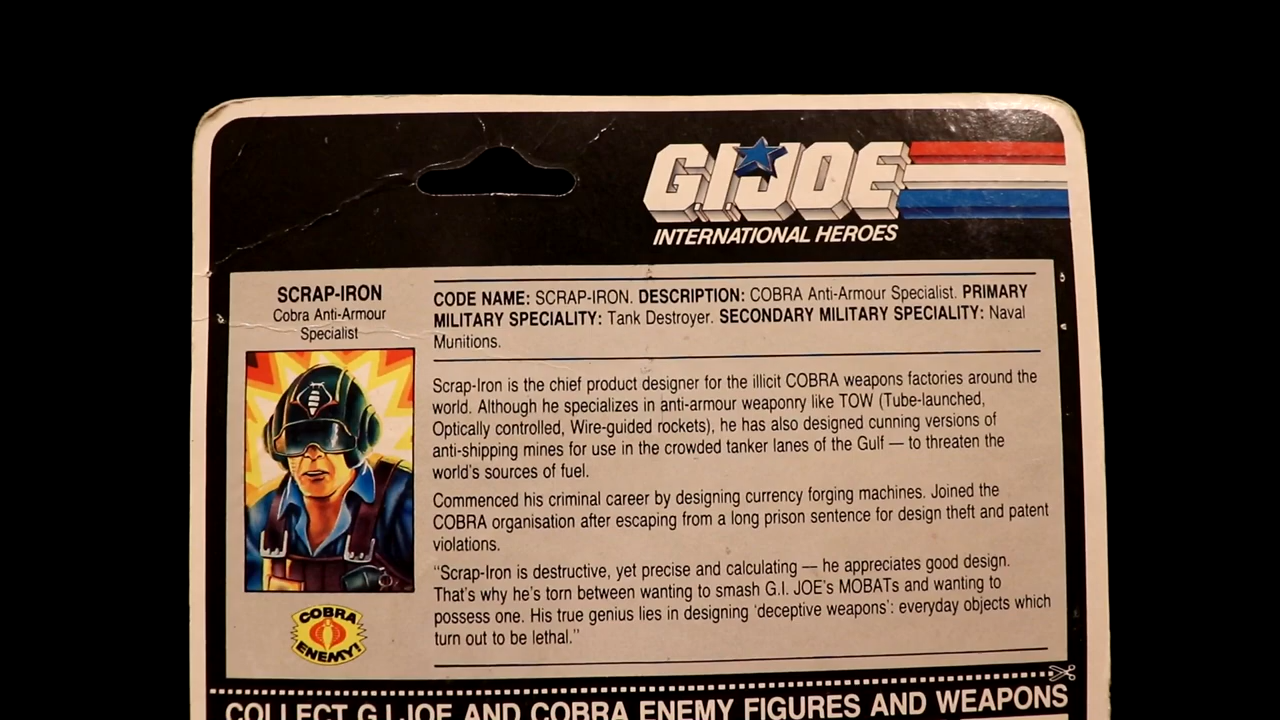 G.I.JOE
INTERNATIONAL HEROES
SCRAP-IRON
Cobra Anti-Armour
Specialist
COBRA
ENEMY!
CODE NAME: SCRAP-IRON. DESCRIPTION: COBRA Anti-Armour Specialist. PRIMARY
MILITARY SPECIALITY: Tank Destroyer. SECONDARY MILITARY SPECIALITY: Naval
Munitions.
Scrap-Iron is the chief product designer for the illicit COBRA weapons factories around the
world. Although he specializes in anti-armour weaponry like TOW (Tube-launched,
Optically controlled, Wire-guided rockets), he has also designed cunning versions of
anti-shipping mines for use in the crowded tanker lanes of the Gulf — to threaten the
world's sources of fuel.
Commenced his criminal career by designing currency forging machines. Joined the
COBRA organisation after escaping from a long prison sentence for design theft and patent
violations.
“Scrap-Iron is destructive, yet precise and calculating — he appreciates good design.
That's why he's torn between wanting to smash G.I. JOE's MOBATs and wanting to
possess one. His true genius lies in designing ‘deceptive weapons’: everyday objects which
turn out to be lethal.”
COLLECT G.I.JOE AND COBRA ENEMY FIGURES AND WEAPONS